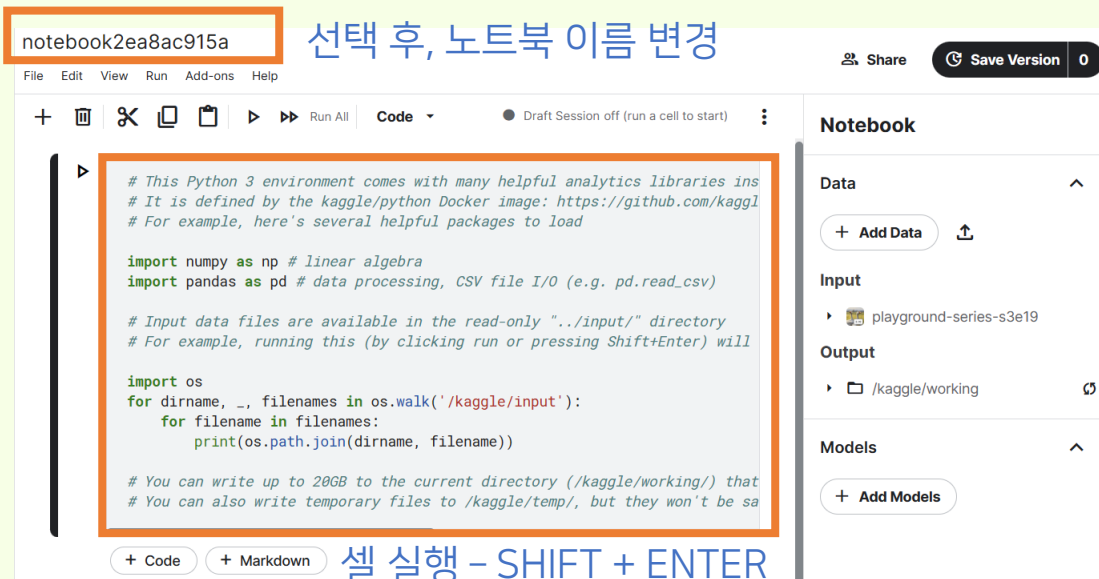 notebook2ea8ac915a
선택 후, 노트북 이름 변경
File Edit View Run Add-ons Help
Share
Save Version 0
Run All Code Draft Session off (run a cell to start)
Notebook
# This Python 3 environment comes with many helpful analytics libraries ins
# It is defined by the kaggle/python Docker image: https://github.com/kaggl
# For example, here's several helpful packages to load
import numpy as np # linear algebra
import pandas as pd # data processing, CSV file I/O (e.g. pd.read_csv)
# Input data files are available in the read-only "../input/" directory
# For example, running this (by clicking run or pressing Shift+Enter) will
import os
for dirname, _, filenames in os.walk('/kaggle/input'):
    for filename in filenames:
        print(os.path.join(dirname, filename))
# You can write up to 20GB to the current directory (/kaggle/working/) that
# You can also write temporary files to /kaggle/temp/, but they won't be sa
+ Code + Markdown
셀 실행 – SHIFT + ENTER
Data
+ Add Data
Input
playground-series-s3e19
Output
/kaggle/working
Models
+ Add Models